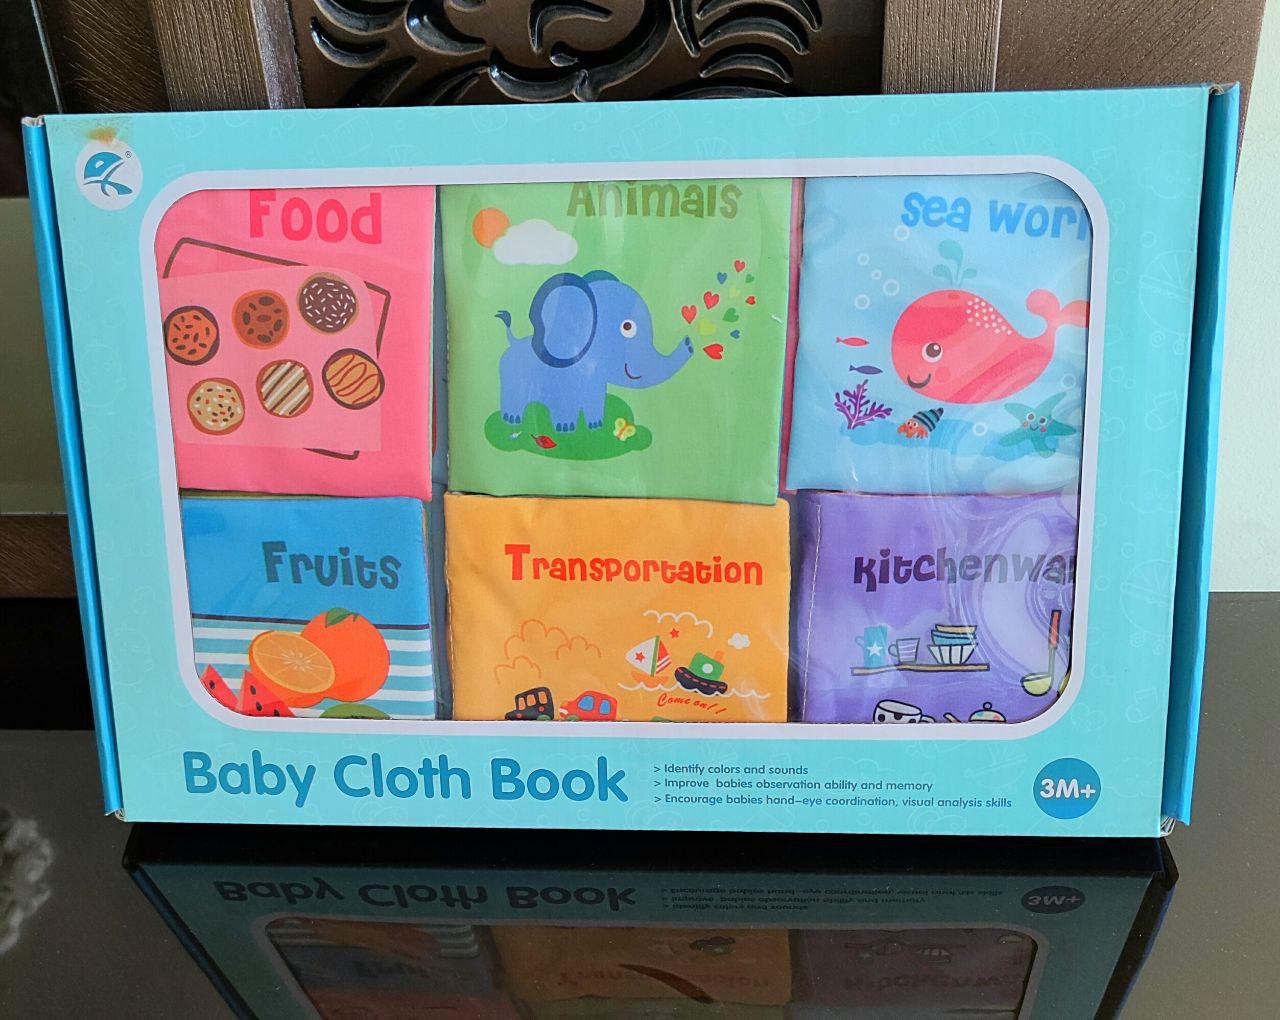 Food
Animals
Sea Worl
Fruits
Transportation
Kitchenwa
Come on!!
Baby Cloth Book
> Identify colors and sounds
> Improve babies observation ability and memory
> Encourage babies hand-eye coordination, visual analysis skills
3M+